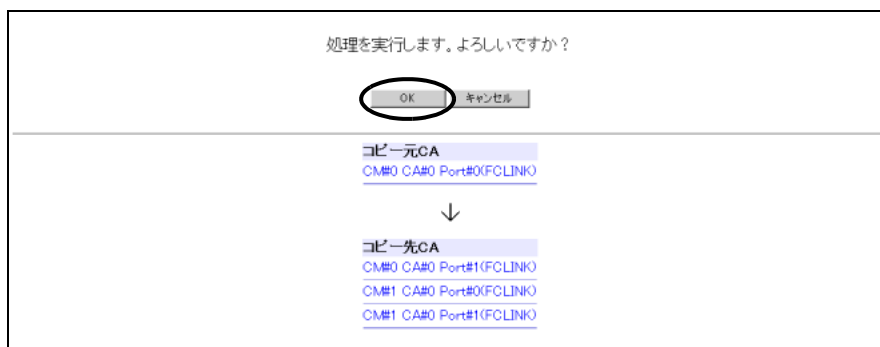 処理を実行します。よろしいですか？
OK キャンセル
コピー元CA
CM#0 CA#0 Port#0(FCLINK)
↓
コピー先CA
CM#0 CA#0 Port#1(FCLINK)
CM#1 CA#0 Port#0(FCLINK)
CM#1 CA#0 Port#1(FCLINK)